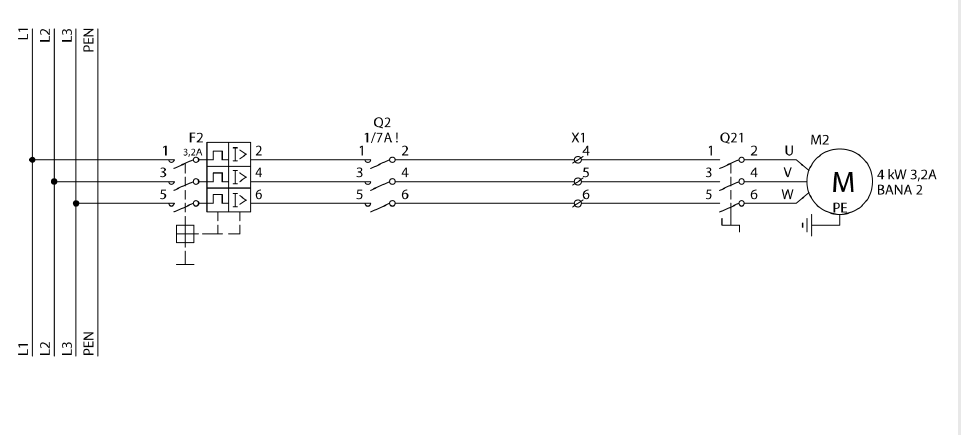 L1 L2 L3 PEN
Q2
F2 1/7A! X1 Q21 M2
1 3,2A 2 1 2 4 1 2 U
3 4 3 4 5 3 4 V M 4 kW 3,2A
5 6 5 6 6 5 6 W BANA 2
PE
L1 L2 L3 PEN